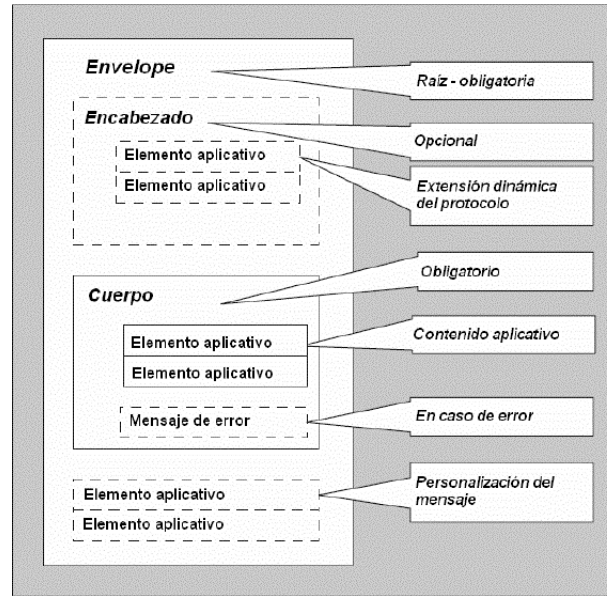 Envelope
Raíz - obligatoria
Encabezado
Opcional
Elemento aplicativo
Elemento aplicativo
Extensión dinámica
del protocolo
Obligatorio
Cuerpo
Elemento aplicativo
Contenido aplicativo
Elemento aplicativo
Mensaje de error
En caso de error
Elemento aplicativo
Elemento aplicativo
Personalización del
mensaje